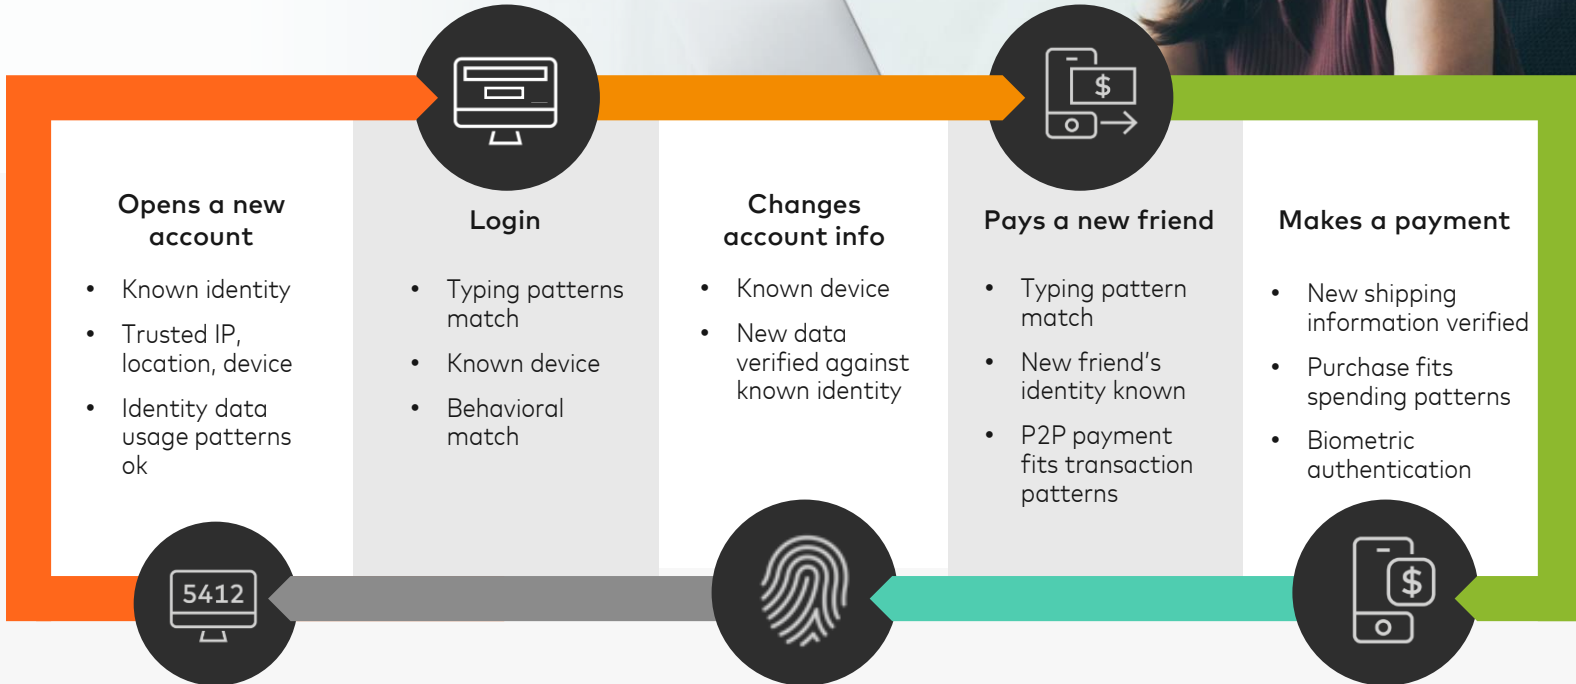 Opens a new
account
• Known identity
• Trusted IP,
location, device
• Identity data
usage patterns
ok
Login
• Typing patterns
match
• Known device
• Behavioral
match
Changes
account info
• Known device
• New data
verified against
known identity
$
Pays a new friend
• Typing pattern
match
• New friend’s
identity known
• P2P payment
fits transaction
patterns
Makes a payment
• New shipping
information verified
• Purchase fits
spending patterns
• Biometric
authentication
5412
$